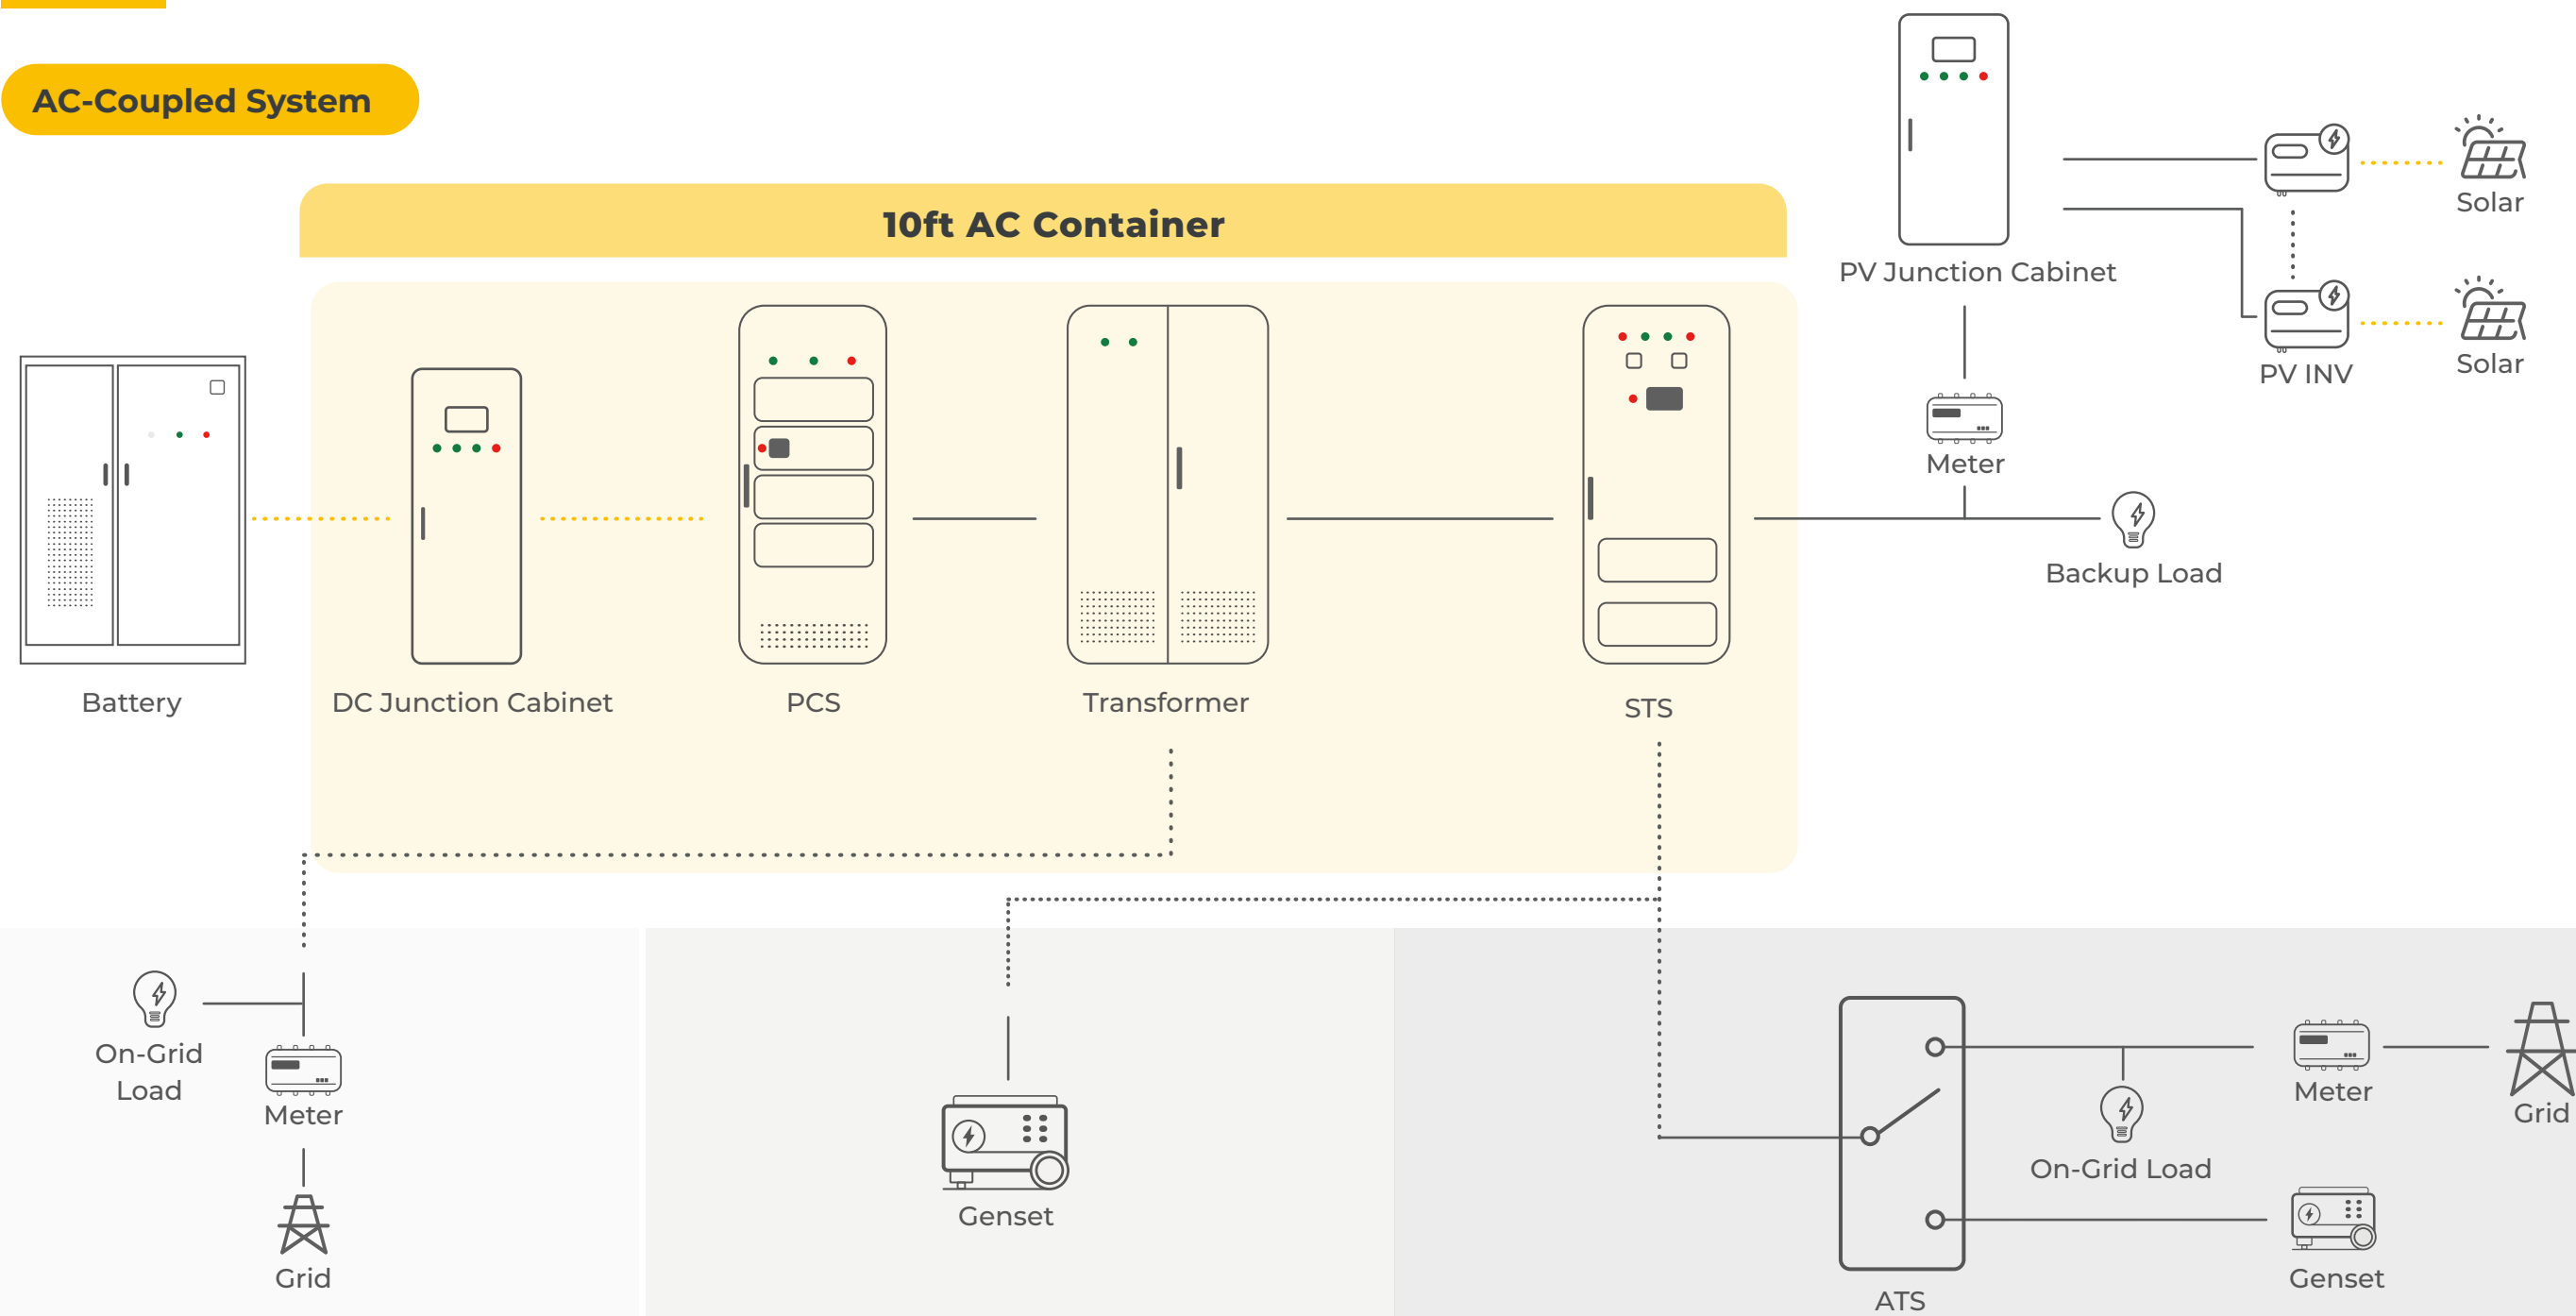 AC-Coupled System
10ft AC Container
PV Junction Cabinet
Solar
Solar
PV INV
Meter
Backup Load
Battery
DC Junction Cabinet
PCS
Transformer
STS
On-Grid
Load
Meter
Grid
Genset
ATS
On-Grid Load
Meter
Grid
Genset